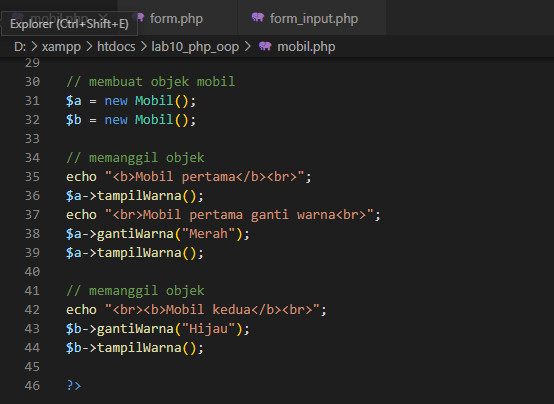 mobil.php
form.php
form_input.php
Explorer (Ctrl+Shift+E)
D: > xampp > htdocs > lab10_php_oop > mobil.php
29
30 // membuat objek mobil
31 $a = new Mobil();
32 $b = new Mobil();
33
34 // memanggil objek
35 echo "<b>Mobil pertama</b><br>";
36 $a->tampilWarna();
37 echo "<br>Mobil pertama ganti warna<br>";
38 $a->gantiWarna("Merah");
39 $a->tampilWarna();
40
41 // memanggil objek
42 echo "<br><b>Mobil kedua</b><br>";
43 $b->gantiWarna("Hijau");
44 $b->tampilWarna();
45
46 ?>